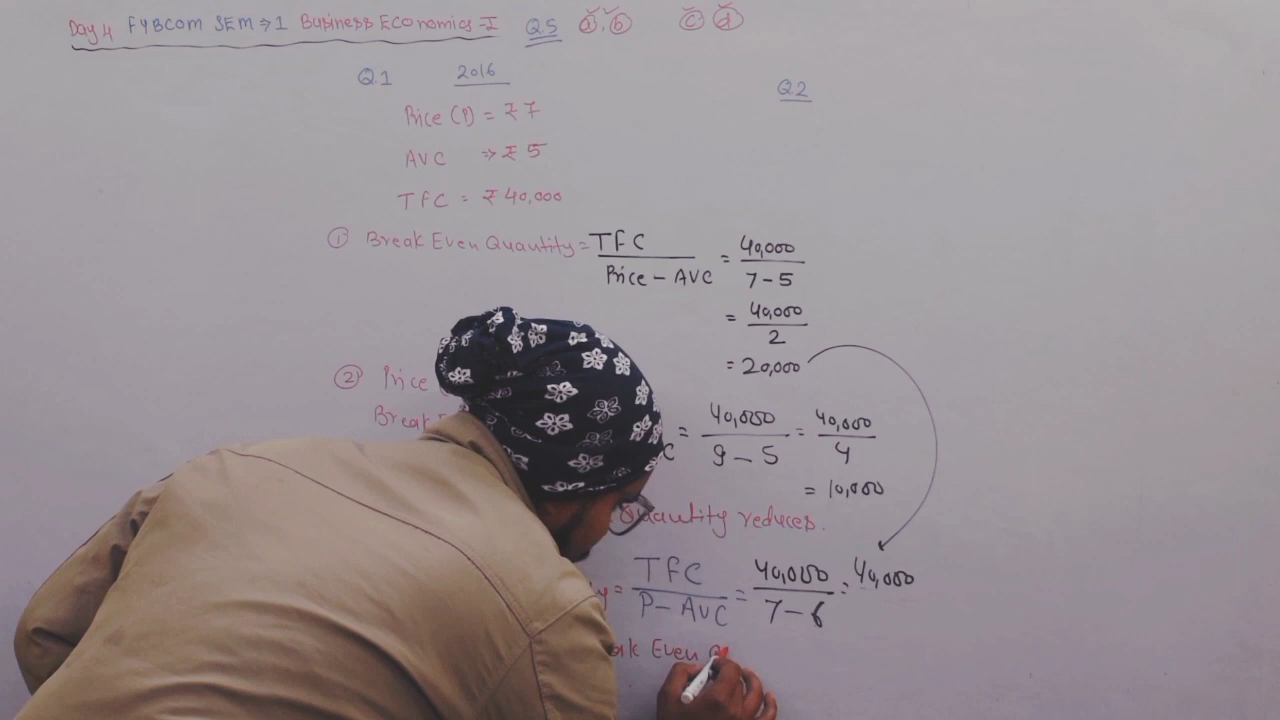 Day 4 FYBCOM SEM ⇒ 1 Business Economics - I Q.5 a, b c d
Q.1 2016
Price (P) = ₹ 7
AVC ⇒ ₹ 5
TFC = ₹ 40,000
① Break Even Quantity = TFC / Price - AVC = 40,000 / 7 - 5
= 40,000 / 2
= 20,000
② Price
Break
C = 40,000 / 9 - 5 = 40,000 / 4
= 10,000
Quantity reduces.
y = TFC / P - AVC = 40,000 / 7 - 6 = 40,000
ak Even Q
Q.2